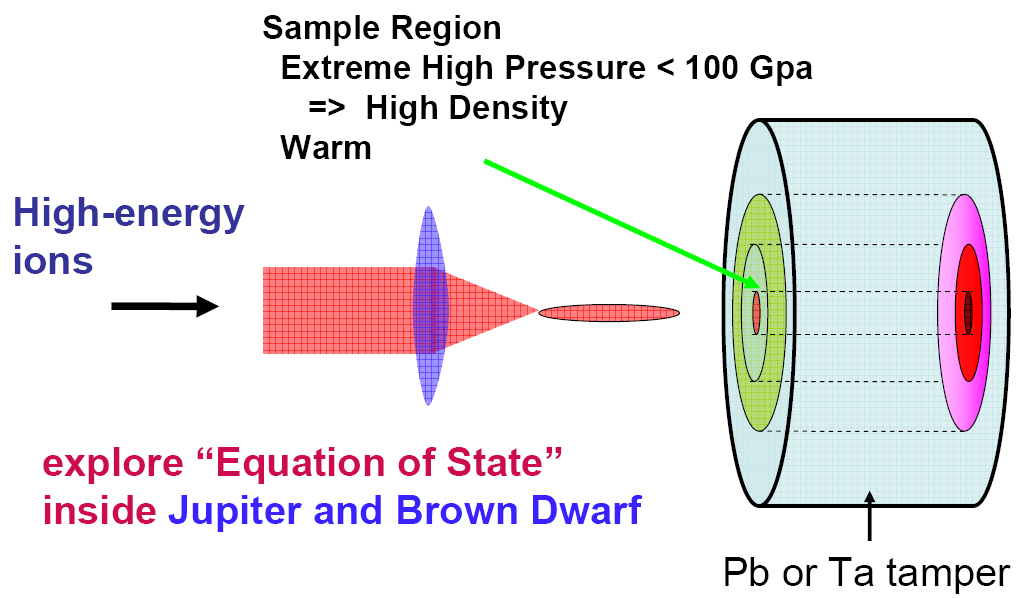 Sample Region
Extreme High Pressure < 100 Gpa
=> High Density
Warm
High-energy
ions
explore “Equation of State”
inside Jupiter and Brown Dwarf
Pb or Ta tamper